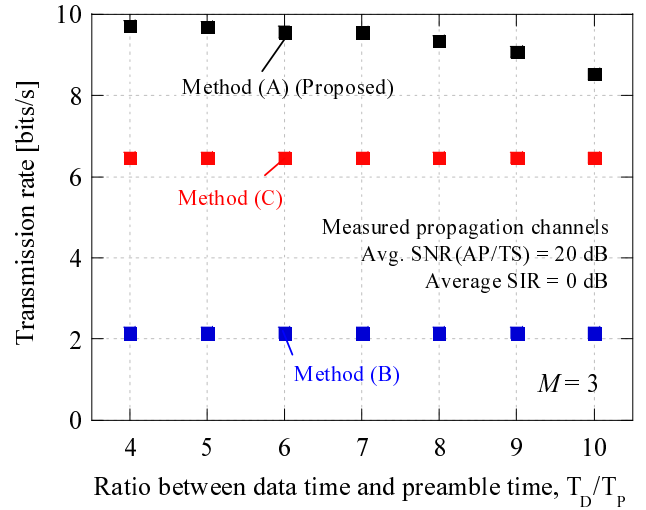 10
8
6
4
2
0
Transmission rate [bits/s]
Method (A) (Proposed)
Method (C)
Measured propagation channels
Avg. SNR(AP/TS) = 20 dB
Average SIR = 0 dB
Method (B)
M = 3
4 5 6 7 8 9 10
Ratio between data time and preamble time, T_D/T_P